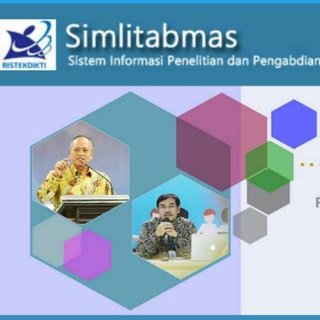 Simlitabmas
RISTEKDIKTI
Sistem Informasi Penelitian dan Pengabdian